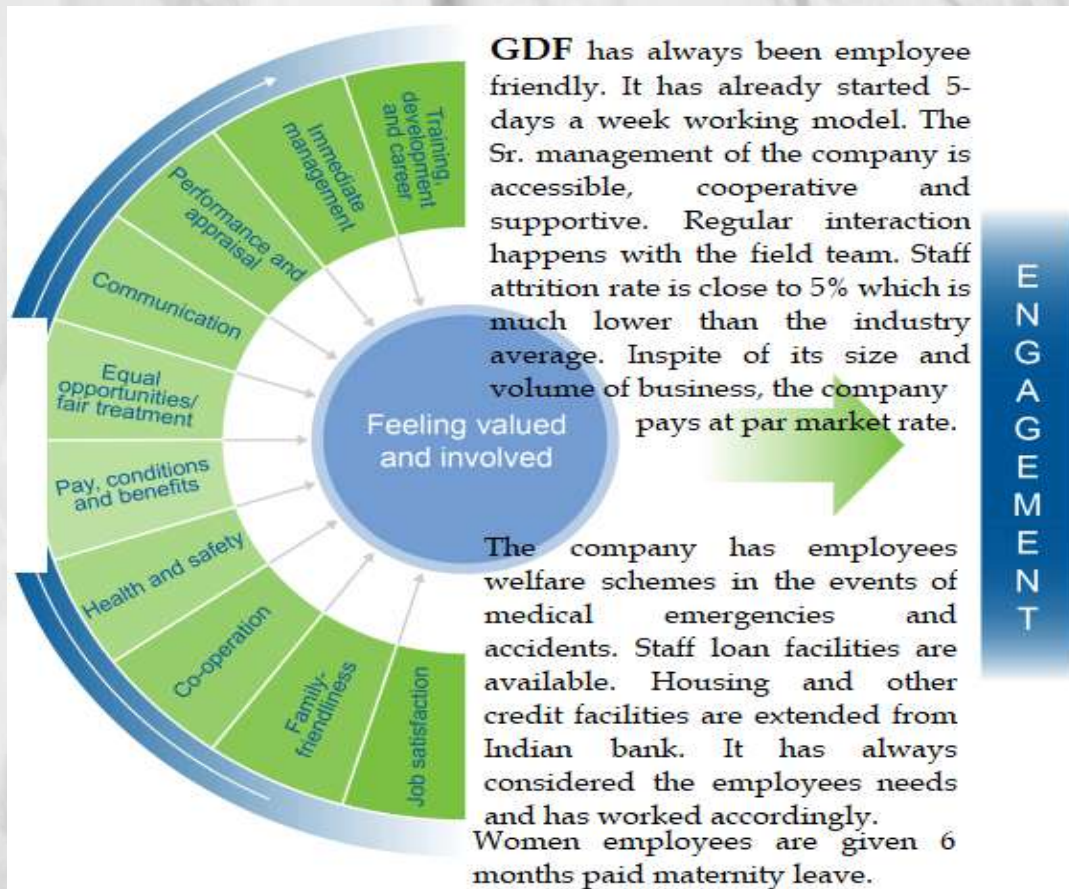 Training,
development
and career
Immediate
management
Performance and
appraisal
Communication
Equal
opportunities/
fair treatment
Pay, conditions
and benefits
Health and safety
Co-operation
Family-
friendliness
Job satisfaction
Feeling valued
and involved
GDF has always been employee
friendly. It has already started 5-
days a week working model. The
Sr. management of the company is
accessible, cooperative and
supportive. Regular interaction
happens with the field team. Staff
attrition rate is close to 5% which is
much lower than the industry
average. Inspite of its size and
volume of business, the company
pays at par market rate.
The company has employees
welfare schemes in the events of
medical emergencies and
accidents. Staff loan facilities are
available. Housing and other
credit facilities are extended from
Indian bank. It has always
considered the employees needs
and has worked accordingly.
Women employees are given 6
months paid maternity leave.
ENGAGEMENT